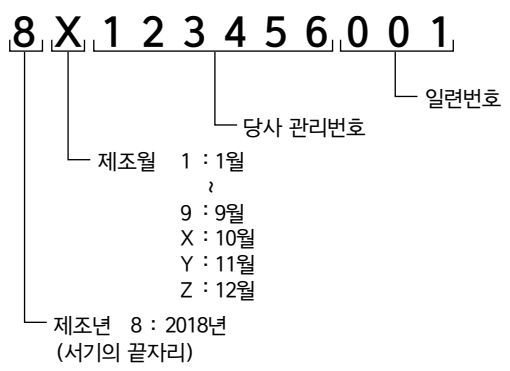 8 X 1 2 3 4 5 6 0 0 1
일련번호
당사 관리번호
제조월 1 : 1월
~
9 : 9월
X : 10월
Y : 11월
Z : 12월
제조년 8 : 2018년
(서기의 끝자리)